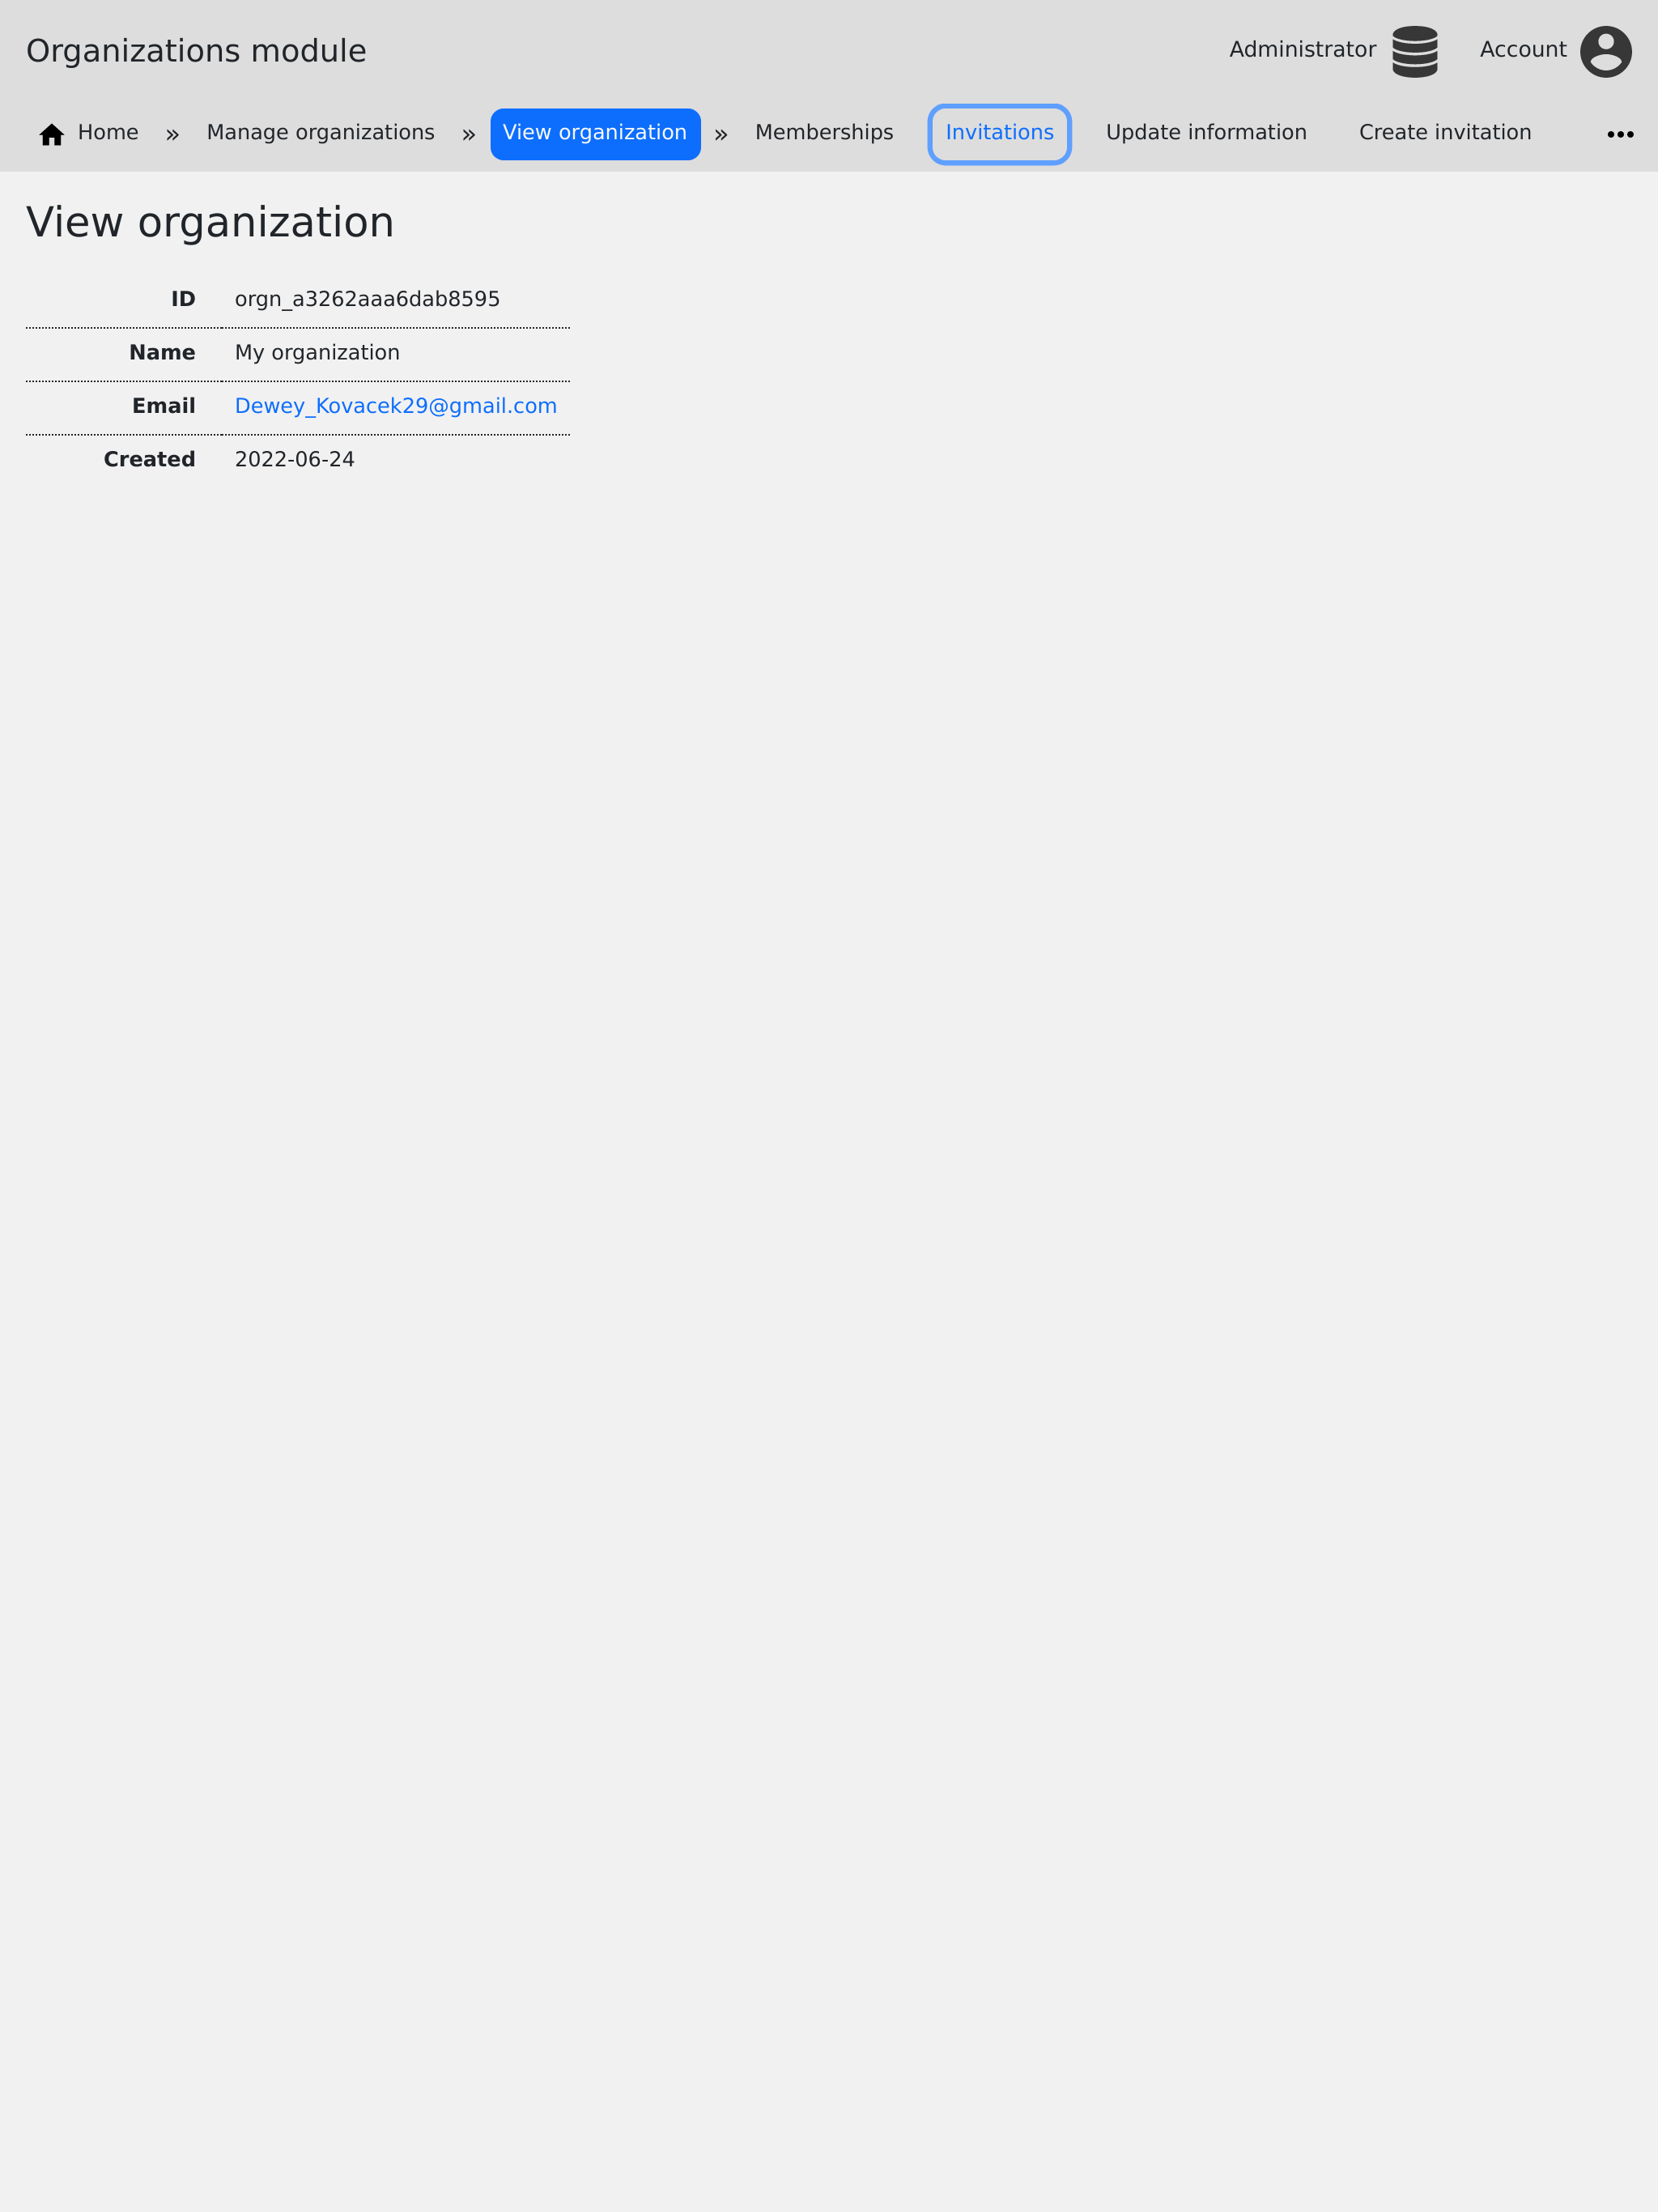 Organizations module
Administrator
Account
Home » Manage organizations » View organization » Memberships Invitations Update information Create invitation •••
View organization
ID orgn_a3262aaa6dab8595
Name My organization
Email Dewey_Kovacek29@gmail.com
Created 2022-06-24